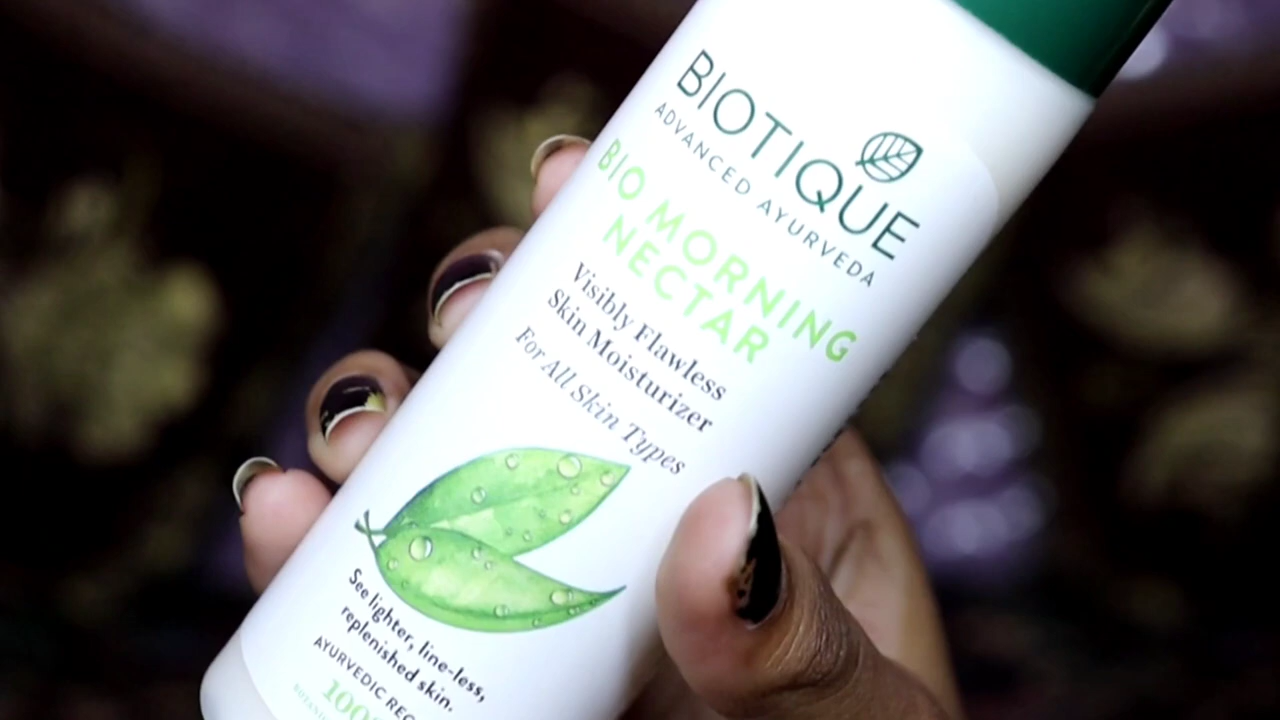 BIOTIQUE
ADVANCED AYURVEDA
BIO MORNING
NECTAR
Visibly Flawless
Skin Moisturizer
For All Skin Types
See lighter, line-less,
replenished skin.
AYURVEDIC